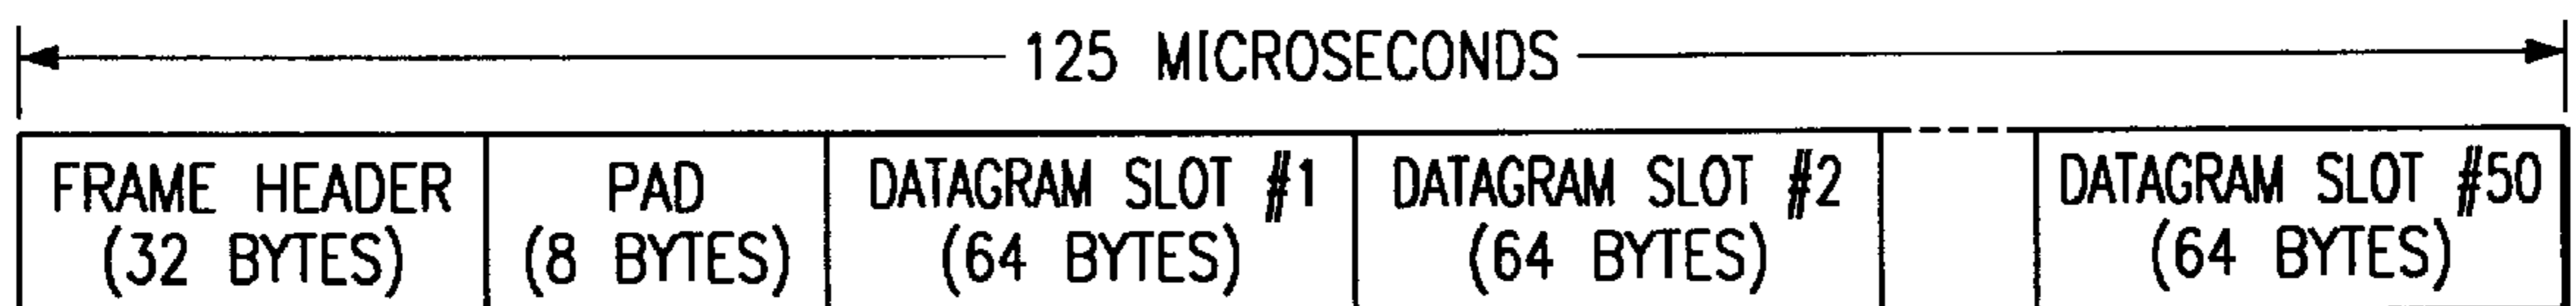 125 MICROSECONDS
FRAME HEADER
(32 BYTES)
PAD
(8 BYTES)
DATAGRAM SLOT #1
(64 BYTES)
DATAGRAM SLOT #2
(64 BYTES)
DATAGRAM SLOT #50
(64 BYTES)